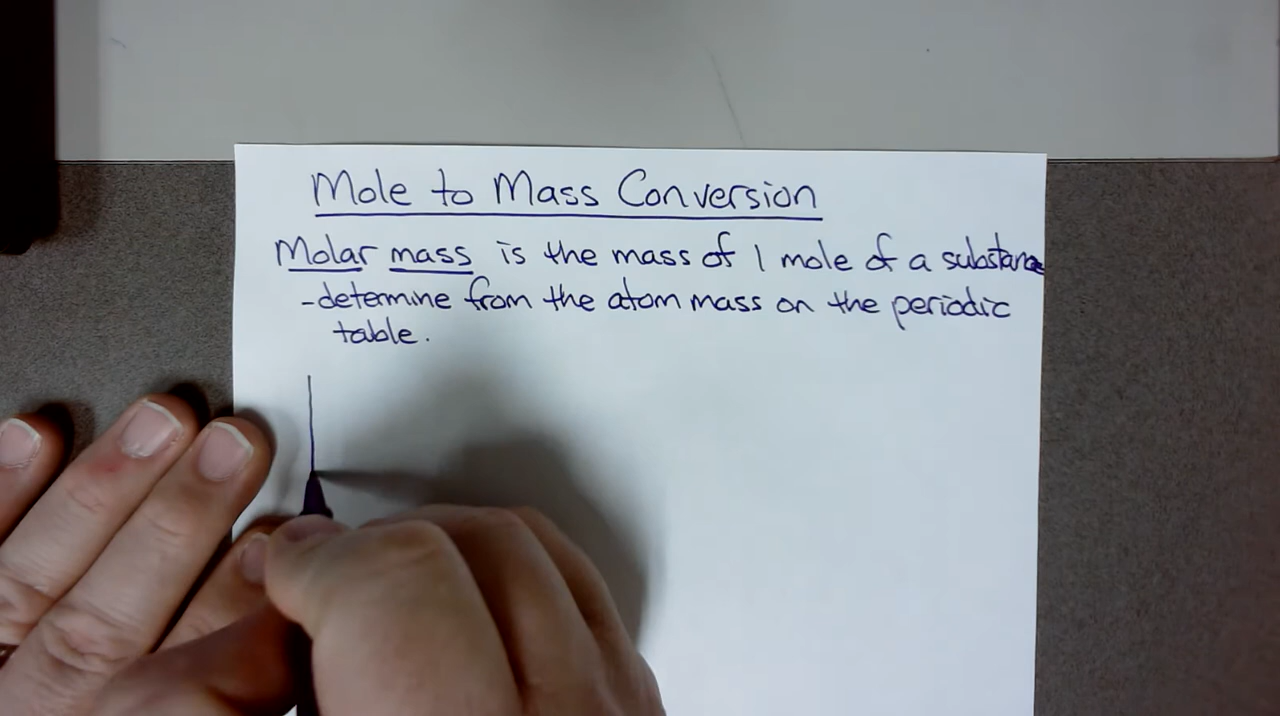 Mole to Mass Conversion
Molar mass is the mass of 1 mole of a substance
-determine from the atom mass on the periodic
table.